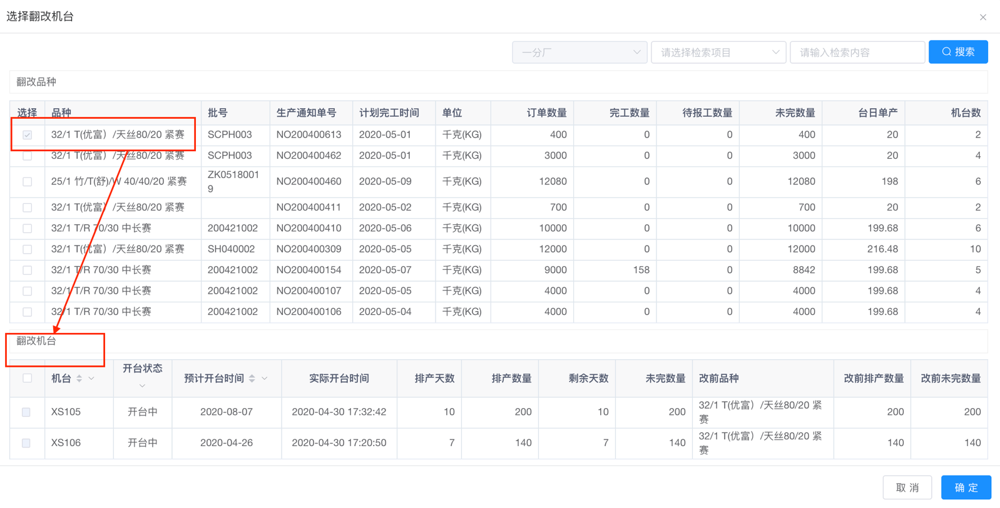 选择翻改机台
一分厂 请选择检索项目 请输入检索内容 搜索
翻改品种
选择 品种 批号 生产通知单号 计划完工时间 单位 订单数量 完工数量 待报工数量 未完数量 台日单产 机台数
32/1 T(优富）/天丝80/20 紧赛 SCPH003 NO200400613 2020-05-01 千克(KG) 400 0 0 400 20 2
32/1 T(优富）/天丝80/20 紧赛 SCPH003 NO200400462 2020-05-01 千克(KG) 3000 0 0 3000 20 4
25/1 竹/T(舒)/W 40/40/20 紧赛 ZK05180019 NO200400460 2020-05-09 千克(KG) 12080 0 0 12080 198 6
32/1 T(优富）/天丝80/20 紧赛 NO200400411 2020-05-02 千克(KG) 700 0 0 700 20 2
32/1 T/R 70/30 中长赛 200421002 NO200400410 2020-05-06 千克(KG) 10000 0 0 10000 199.68 6
32/1 T(优富）/天丝80/20 紧赛 SH040002 NO200400309 2020-05-05 千克(KG) 12000 0 0 12000 216.48 10
32/1 T/R 70/30 中长赛 200421002 NO200400154 2020-05-07 千克(KG) 9000 158 0 8842 199.68 5
32/1 T/R 70/30 中长赛 200421002 NO200400107 2020-05-05 千克(KG) 4000 0 0 4000 199.68 4
32/1 T/R 70/30 中长赛 200421002 NO200400106 2020-05-04 千克(KG) 4000 0 0 4000 199.68 4
翻改机台
机台 开台状态 预计开台时间 实际开台时间 排产天数 排产数量 剩余天数 未完数量 改前品种 改前排产数量 改前未完数量
XS105 开台中 2020-08-07 2020-04-30 17:32:42 10 200 10 200 32/1 T(优富）/天丝80/20 紧赛 200 200
XS106 开台中 2020-04-26 2020-04-30 17:20:50 7 140 7 140 32/1 T(优富）/天丝80/20 紧赛 140 140
取 消 确 定